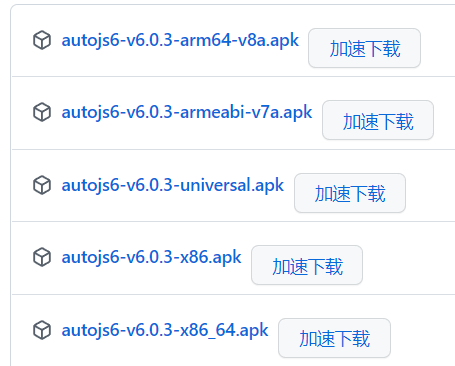 autojs6-v6.0.3-arm64-v8a.apk 加速下载
autojs6-v6.0.3-armeabi-v7a.apk 加速下载
autojs6-v6.0.3-universal.apk 加速下载
autojs6-v6.0.3-x86.apk 加速下载
autojs6-v6.0.3-x86_64.apk 加速下载